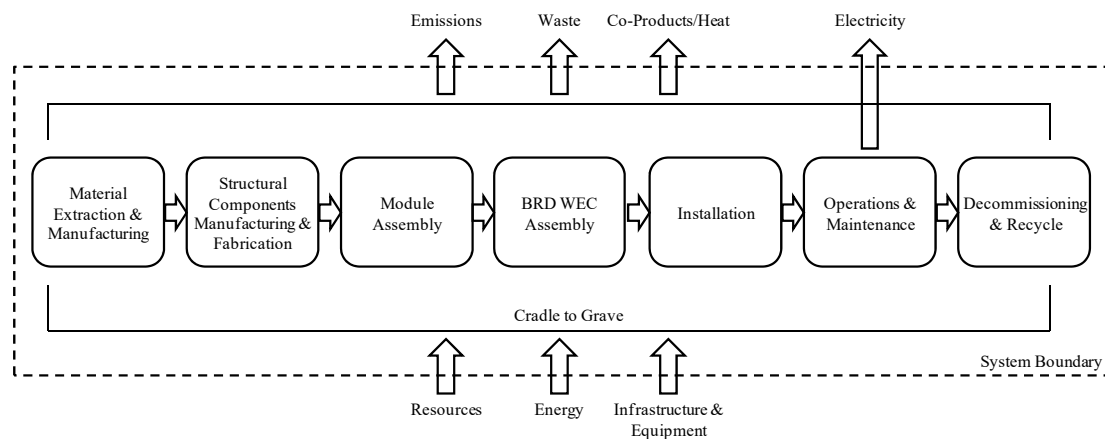 Emissions
Waste
Co-Products/Heat
Electricity
Material
Extraction &
Manufacturing
Structural
Components
Manufacturing &
Fabrication
Module
Assembly
BRD WEC
Assembly
Installation
Operations &
Maintenance
Decommissioning
& Recycle
Cradle to Grave
System Boundary
Resources
Energy
Infrastructure &
Equipment